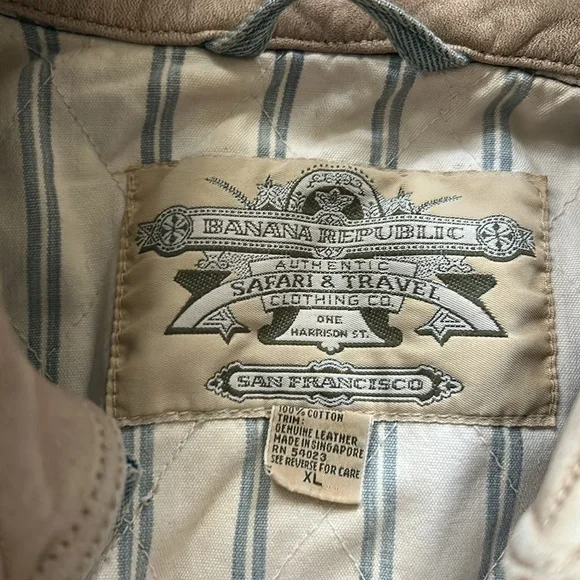 BANANA REPUBLIC
AUTHENTIC
SAFARI & TRAVEL
CLOTHING CO.
ONE
HARRISON ST.
SAN FRANCISCO
100% COTTON
TRIM:
GENUINE LEATHER
MADE IN SINGAPORE
RN 54023
SEE REVERSE FOR CARE
XL